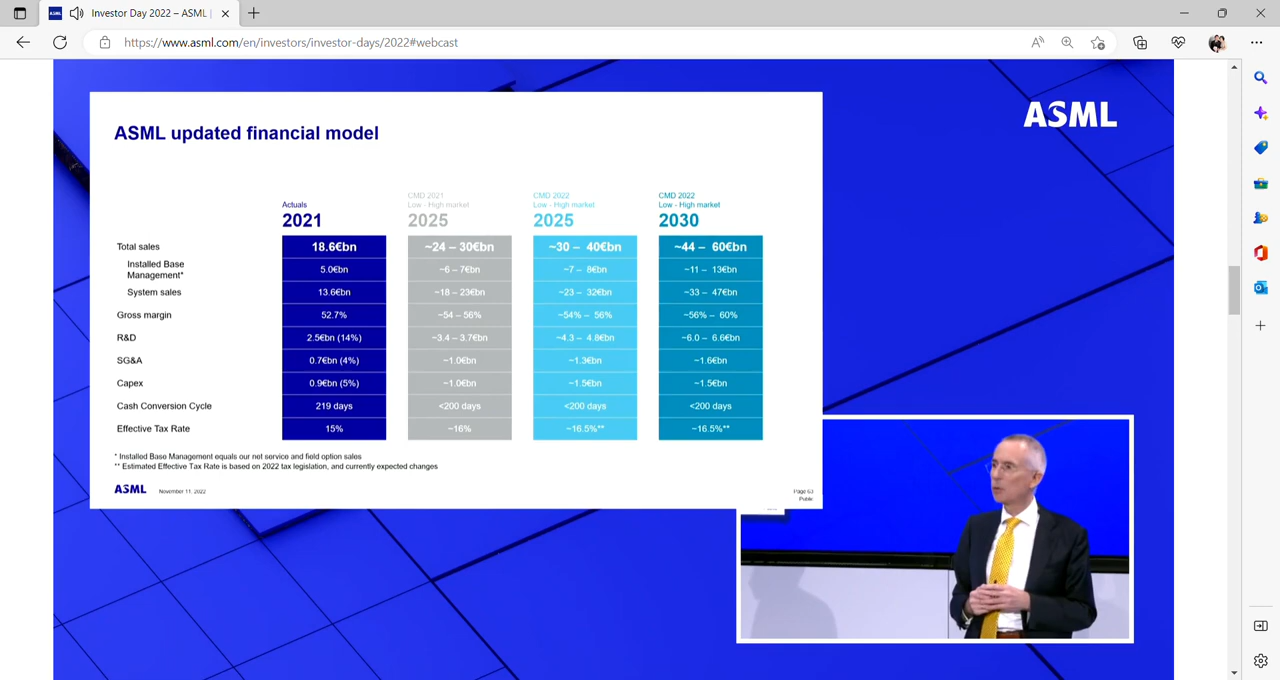 ASML
Investor Day 2022 – ASML |
https://www.asml.com/en/investors/investor-days/2022#webcast
ASML
ASML updated financial model
Actuals
2021
CMD 2021
Low - High market
2025
CMD 2022
Low - High market
2025
CMD 2022
Low - High market
2030
Total sales 18.6€bn ~24 – 30€bn ~30 – 40€bn ~44 – 60€bn
Installed Base
Management* 5.0€bn ~6 – 7€bn ~7 – 8€bn ~11 – 13€bn
System sales 13.6€bn ~18 – 23€bn ~23 – 32€bn ~33 – 47€bn
Gross margin 52.7% ~54 – 56% ~54% – 56% ~56% – 60%
R&D 2.5€bn (14%) ~3.4 – 3.7€bn ~4.3 – 4.8€bn ~6.0 – 6.6€bn
SG&A 0.7€bn (4%) ~1.0€bn ~1.3€bn ~1.6€bn
Capex 0.9€bn (5%) ~1.0€bn ~1.5€bn ~1.5€bn
Cash Conversion Cycle 219 days <200 days <200 days <200 days
Effective Tax Rate 15% ~16% ~16.5%** ~16.5%**
* Installed Base Management equals our net service and field option sales
** Estimated Effective Tax Rate is based on 2022 tax legislation, and currently expected changes
ASML November 11, 2022
Page 63
Public